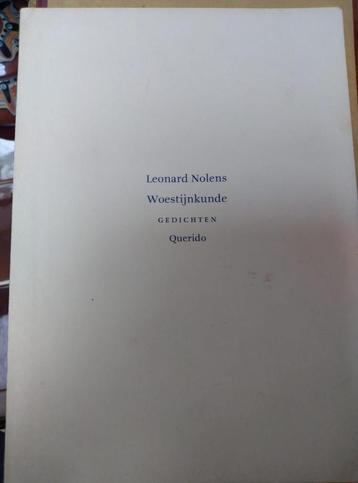 Leonard Nolens
Woestijnkunde
GEDICHTEN
Querido